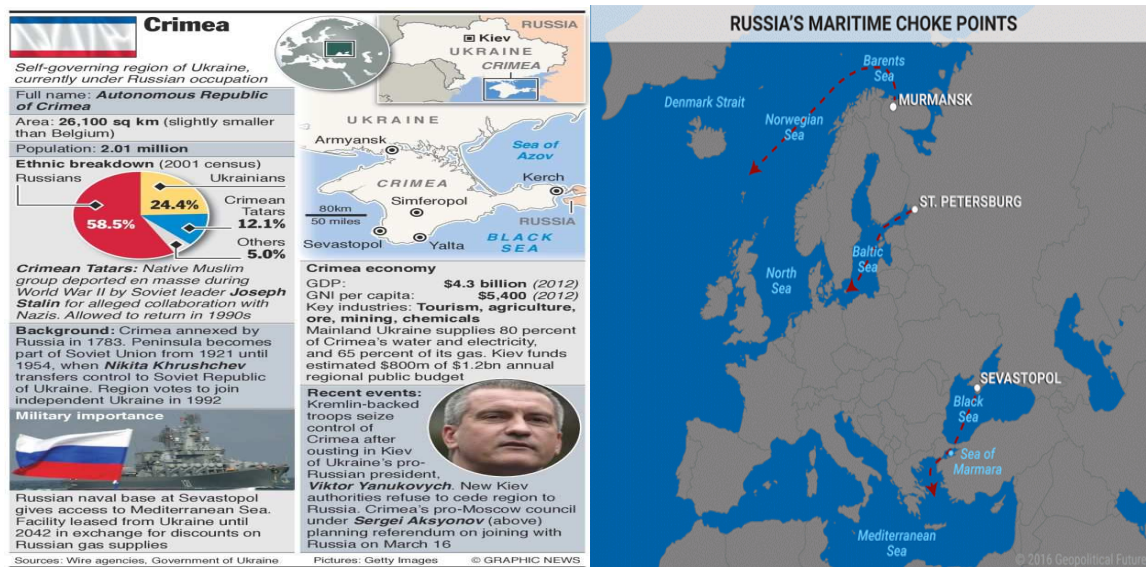 Crimea
Self-governing region of Ukraine,
currently under Russian occupation
Full name: Autonomous Republic
of Crimea
Area: 26,100 sq km (slightly smaller
than Belgium)
Population: 2.01 million
Ethnic breakdown (2001 census)
Russians
Ukrainians
58.5%
24.4%
Crimean
Tatars
12.1%
Others
5.0%
Crimean Tatars: Native Muslim
group deported en masse during
World War II by Soviet leader Joseph
Stalin for alleged collaboration with
Nazis. Allowed to return in 1990s
Background: Crimea annexed by
Russia in 1783. Peninsula becomes
part of Soviet Union from 1921 until
1954, when Nikita Khrushchev
transfers control to Soviet Republic
of Ukraine. Region votes to join
independent Ukraine in 1992
Military importance
Russian naval base at Sevastopol
gives access to Mediterranean Sea.
Facility leased from Ukraine until
2042 in exchange for discounts on
Russian gas supplies
Sources: Wire agencies, Government of Ukraine
RUSSIA
Kiev
UKRAINE
CRIMEA
UKRAINE
Armyansk
Sea of
Azov
CRIMEA
Kerch
Simferopol
80km
50 miles
RUSSIA
Sevastopol
Yalta
BLACK
SEA
Crimea economy
GDP: $4.3 billion (2012)
GNI per capita: $5,400 (2012)
Key industries: Tourism, agriculture,
ore, mining, chemicals
Mainland Ukraine supplies 80 percent
of Crimea's water and electricity,
and 65 percent of its gas. Kiev funds
estimated $800m of $1.2bn annual
regional public budget
Recent events:
Kremlin-backed
troops seize
control of
Crimea after
ousting in Kiev
of Ukraine's pro-
Russian president,
Viktor Yanukovych. New Kiev
authorities refuse to cede region to
Russia. Crimea's pro-Moscow council
under Sergei Aksyonov (above)
planning referendum on joining with
Russia on March 16
Pictures: Getty Images
© GRAPHIC NEWS
RUSSIA'S MARITIME CHOKE POINTS
Barents
Sea
Denmark Strait
MURMANSK
Norwegian
Sea
ST. PETERSBURG
Baltic
Sea
North
Sea
SEVASTOPOL
Black
Sea
Sea of
Marmara
Mediterranean
Sea
© 2016 Geopolitical Future